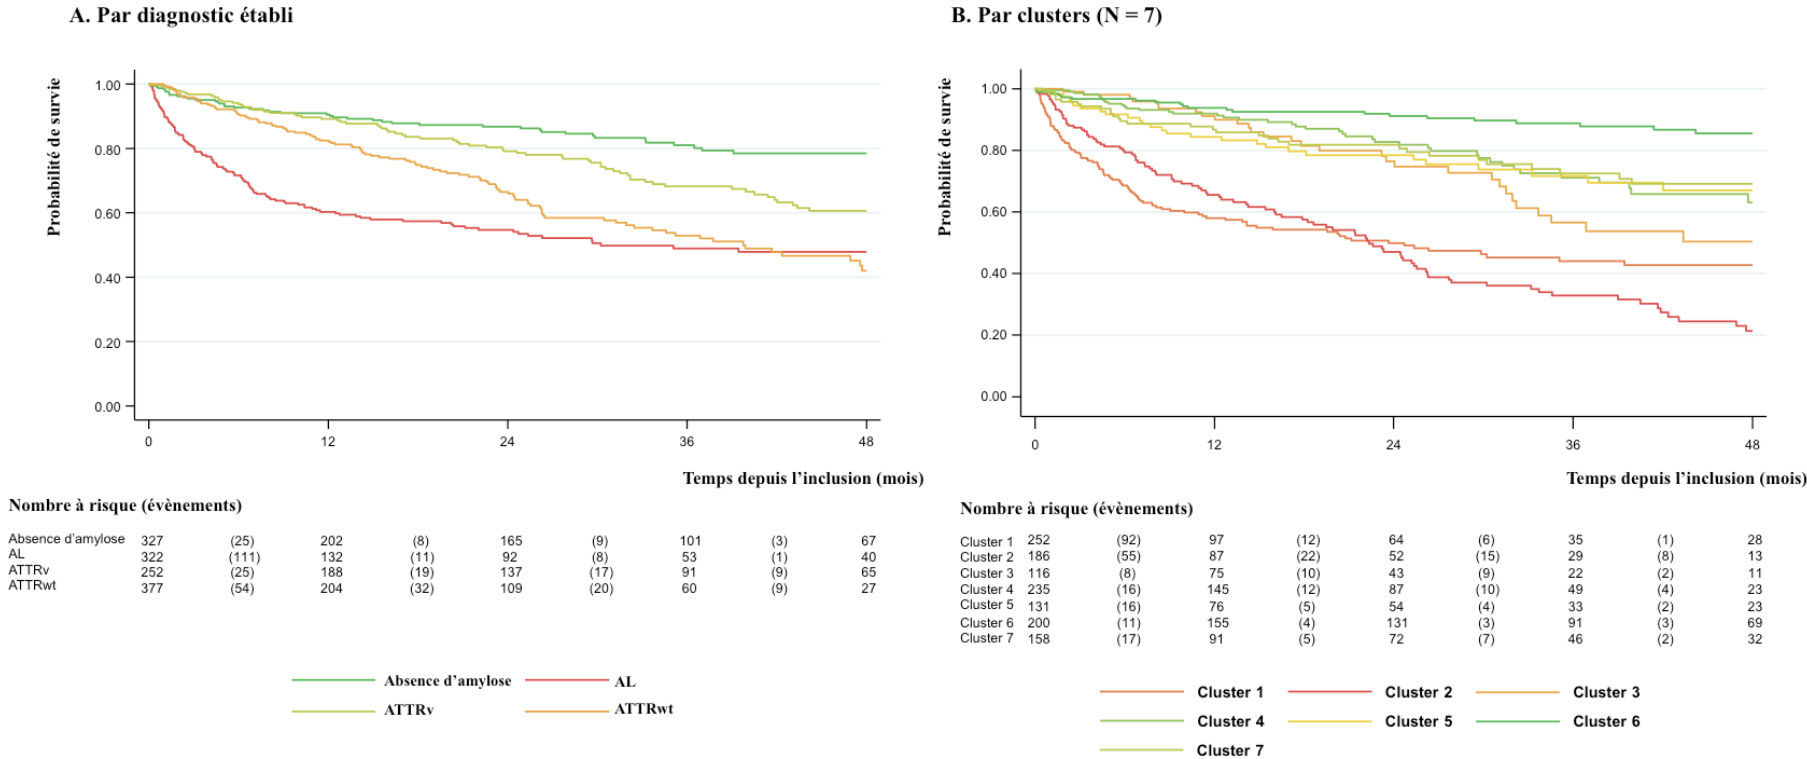 A. Par diagnostic établi
Probabilité de survie
1.00
0.80
0.60
0.40
0.20
0.00
0 12 24 36 48
Temps depuis l’inclusion (mois)
Nombre à risque (évènements)
Absence d’amylose 327 (25) 202 (8) 165 (9) 101 (3) 67
AL 322 (111) 132 (11) 92 (8) 53 (1) 40
ATTRv 252 (25) 188 (19) 137 (17) 91 (9) 65
ATTRwt 377 (54) 204 (32) 109 (20) 60 (9) 27
Absence d’amylose AL
ATTRv ATTRwt
B. Par clusters (N = 7)
Probabilité de survie
1.00
0.80
0.60
0.40
0.20
0.00
0 12 24 36 48
Temps depuis l’inclusion (mois)
Nombre à risque (évènements)
Cluster 1 252 (92) 97 (12) 64 (6) 35 (1) 28
Cluster 2 186 (55) 87 (22) 52 (15) 29 (8) 13
Cluster 3 116 (8) 75 (10) 43 (9) 22 (2) 11
Cluster 4 235 (16) 145 (12) 87 (10) 49 (4) 23
Cluster 5 131 (16) 76 (5) 54 (4) 33 (2) 23
Cluster 6 200 (11) 155 (4) 131 (3) 91 (3) 69
Cluster 7 158 (17) 91 (5) 72 (7) 46 (2) 32
Cluster 1 Cluster 2 Cluster 3
Cluster 4 Cluster 5 Cluster 6
Cluster 7